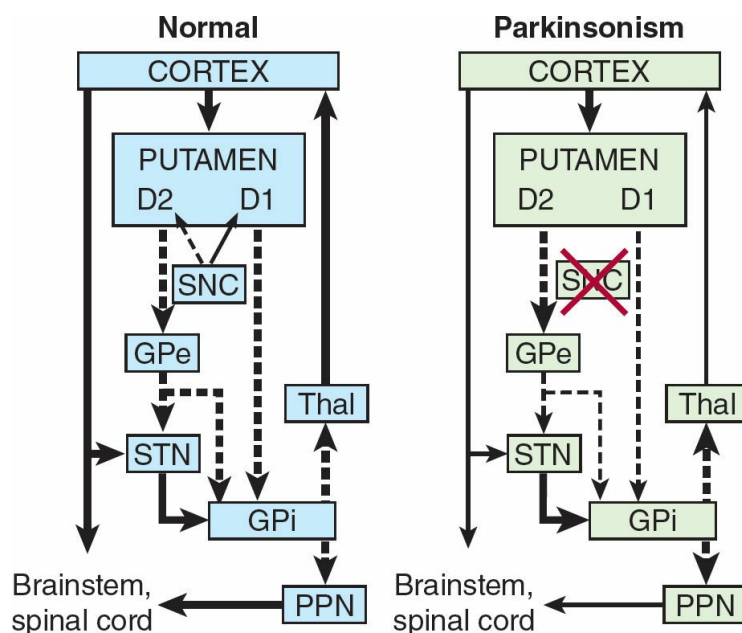 Normal
CORTEX
PUTAMEN
D2 D1
SNC
GPe
Thal
STN
GPi
Brainstem,
spinal cord
PPN
Parkinsonism
CORTEX
PUTAMEN
D2 D1
SNC
GPe
Thal
STN
GPi
Brainstem,
spinal cord
PPN